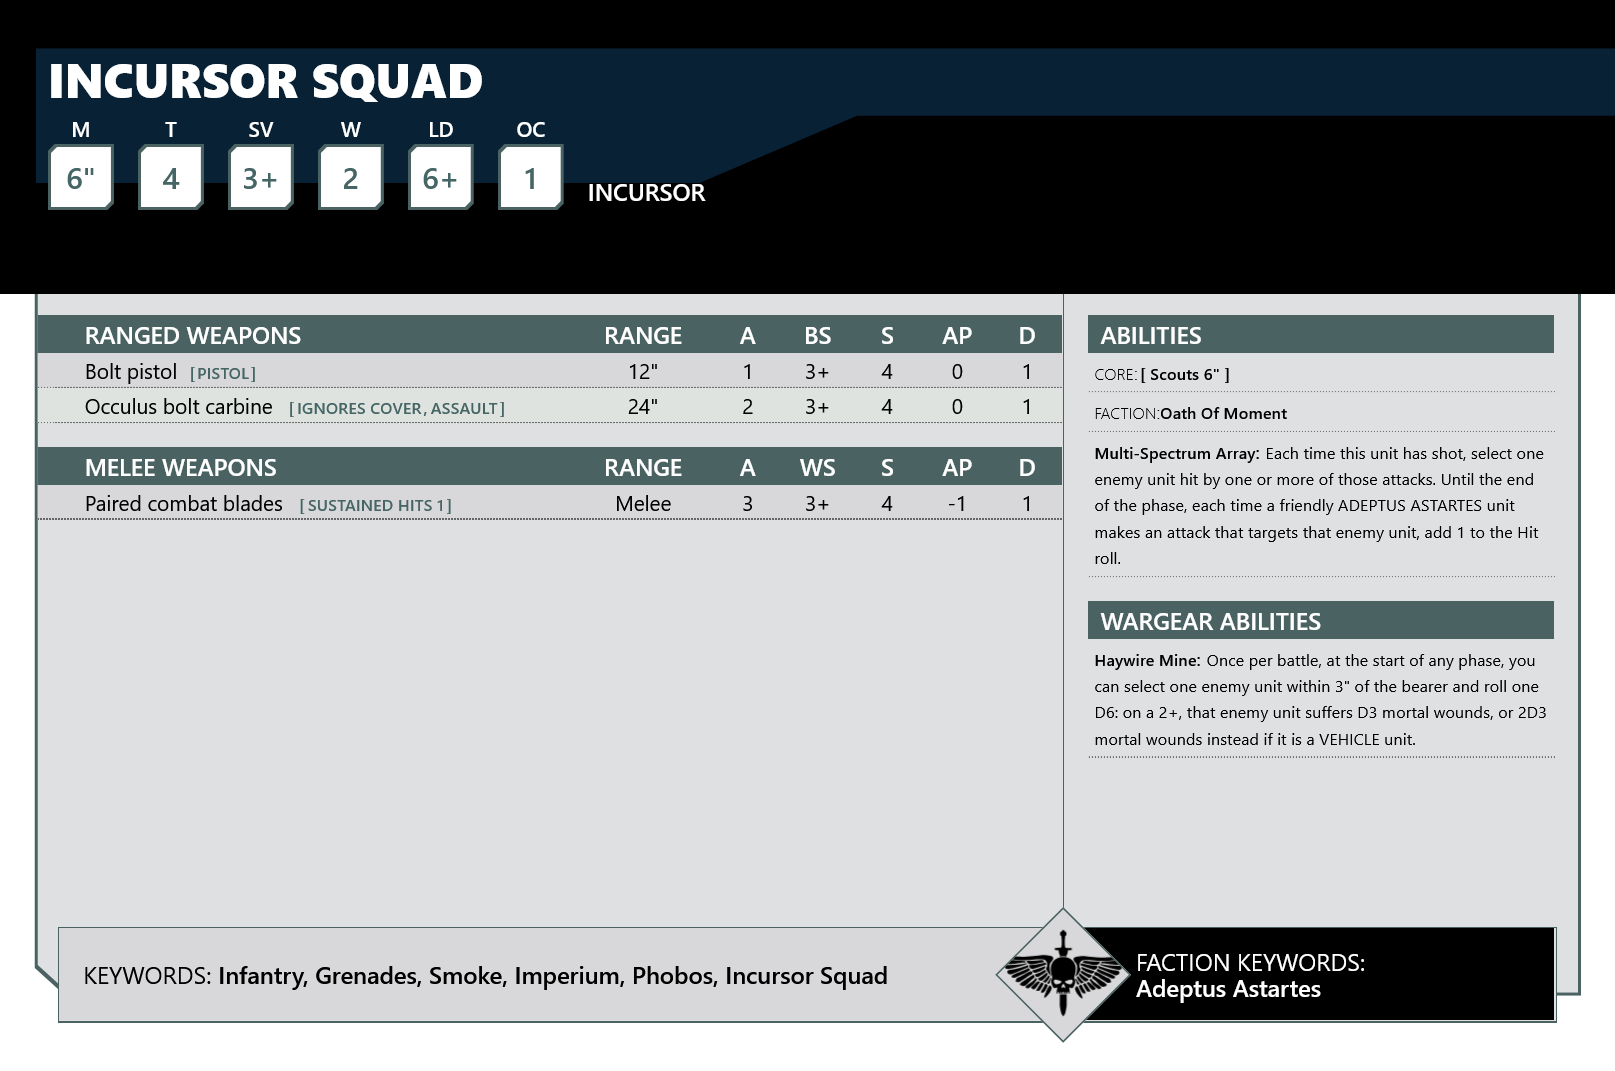 INCURSOR SQUAD
M T SV W LD OC
6" 4 3+ 2 6+ 1
INCURSOR
RANGED WEAPONS RANGE A BS S AP D
Bolt pistol [PISTOL] 12" 1 3+ 4 0 1
Occulus bolt carbine [IGNORES COVER, ASSAULT] 24" 2 3+ 4 0 1
MELEE WEAPONS RANGE A WS S AP D
Paired combat blades [SUSTAINED HITS 1] Melee 3 3+ 4 -1 1
ABILITIES
CORE: [ Scouts 6" ]
FACTION:Oath Of Moment
Multi-Spectrum Array: Each time this unit has shot, select one
enemy unit hit by one or more of those attacks. Until the end
of the phase, each time a friendly ADEPTUS ASTARTES unit
makes an attack that targets that enemy unit, add 1 to the Hit
roll.
WARGEAR ABILITIES
Haywire Mine: Once per battle, at the start of any phase, you
can select one enemy unit within 3" of the bearer and roll one
D6: on a 2+, that enemy unit suffers D3 mortal wounds, or 2D3
mortal wounds instead if it is a VEHICLE unit.
KEYWORDS: Infantry, Grenades, Smoke, Imperium, Phobos, Incursor Squad
FACTION KEYWORDS:
Adeptus Astartes